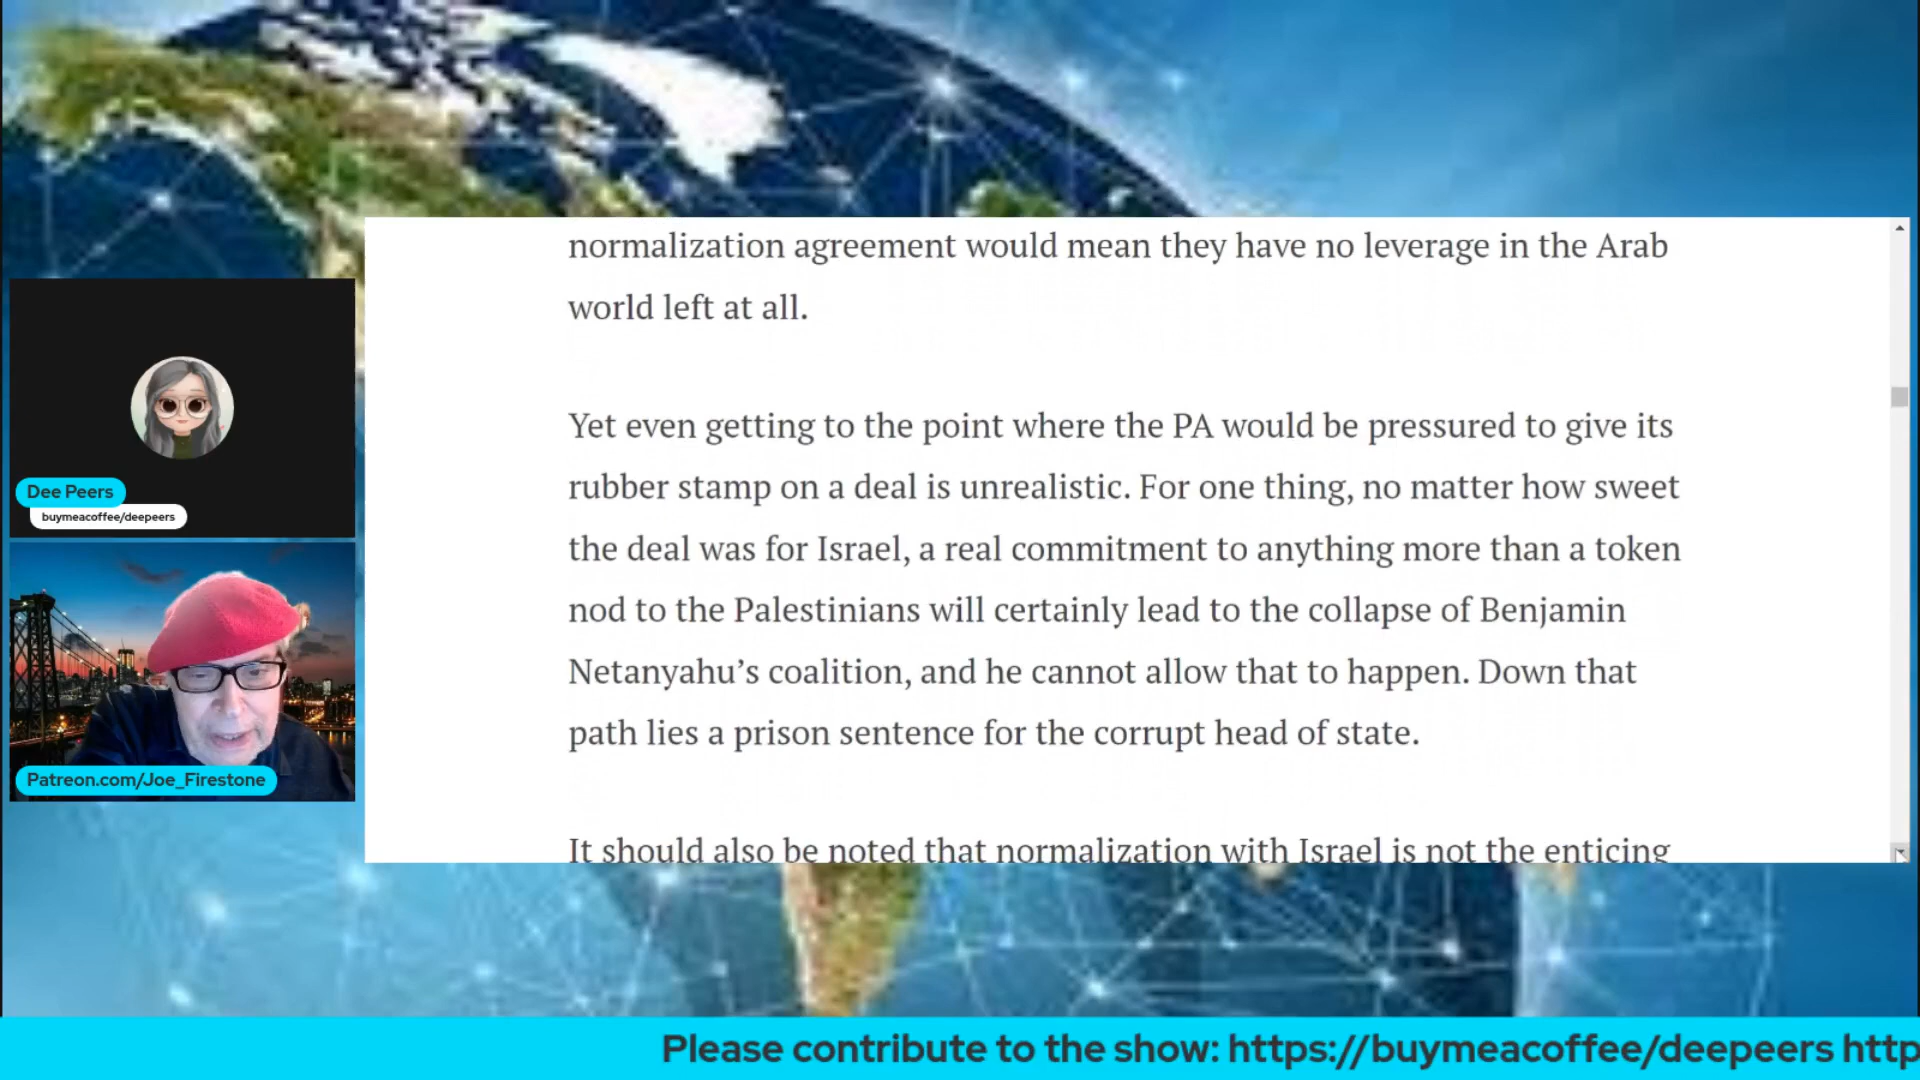 normalization agreement would mean they have no leverage in the Arab
world left at all.
Yet even getting to the point where the PA would be pressured to give its
rubber stamp on a deal is unrealistic. For one thing, no matter how sweet
the deal was for Israel, a real commitment to anything more than a token
nod to the Palestinians will certainly lead to the collapse of Benjamin
Netanyahu’s coalition, and he cannot allow that to happen. Down that
path lies a prison sentence for the corrupt head of state.
It should also be noted that normalization with Israel is not the enticing
Dee Peers
buymeacoffee/deepeers
Patreon.com/Joe_Firestone
Please contribute to the show: https://buymeacoffee/deepeers http